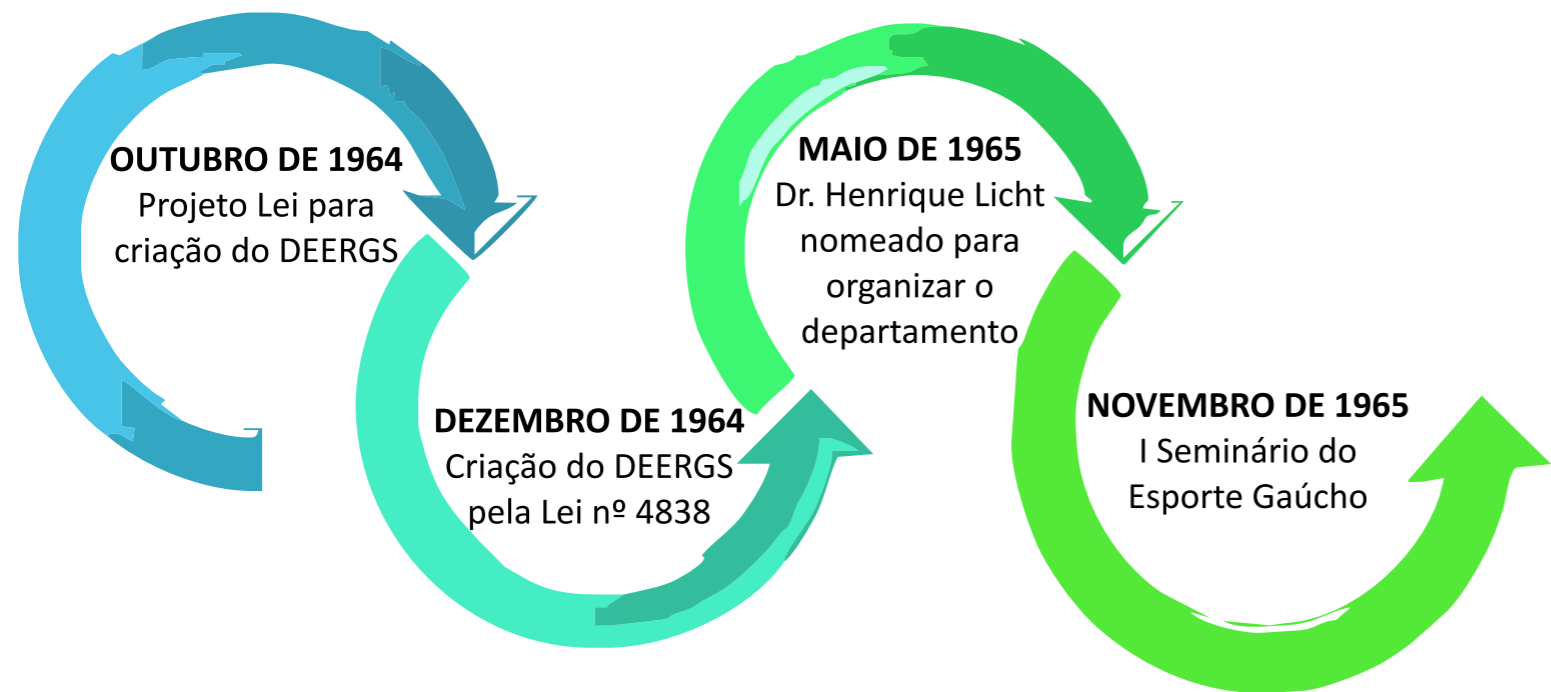 OUTUBRO DE 1964
Projeto Lei para
criação do DEERGS
DEZEMBRO DE 1964
Criação do DEERGS
pela Lei nº 4838
MAIO DE 1965
Dr. Henrique Licht
nomeado para
organizar o
departamento
NOVEMBRO DE 1965
I Seminário do
Esporte Gaúcho